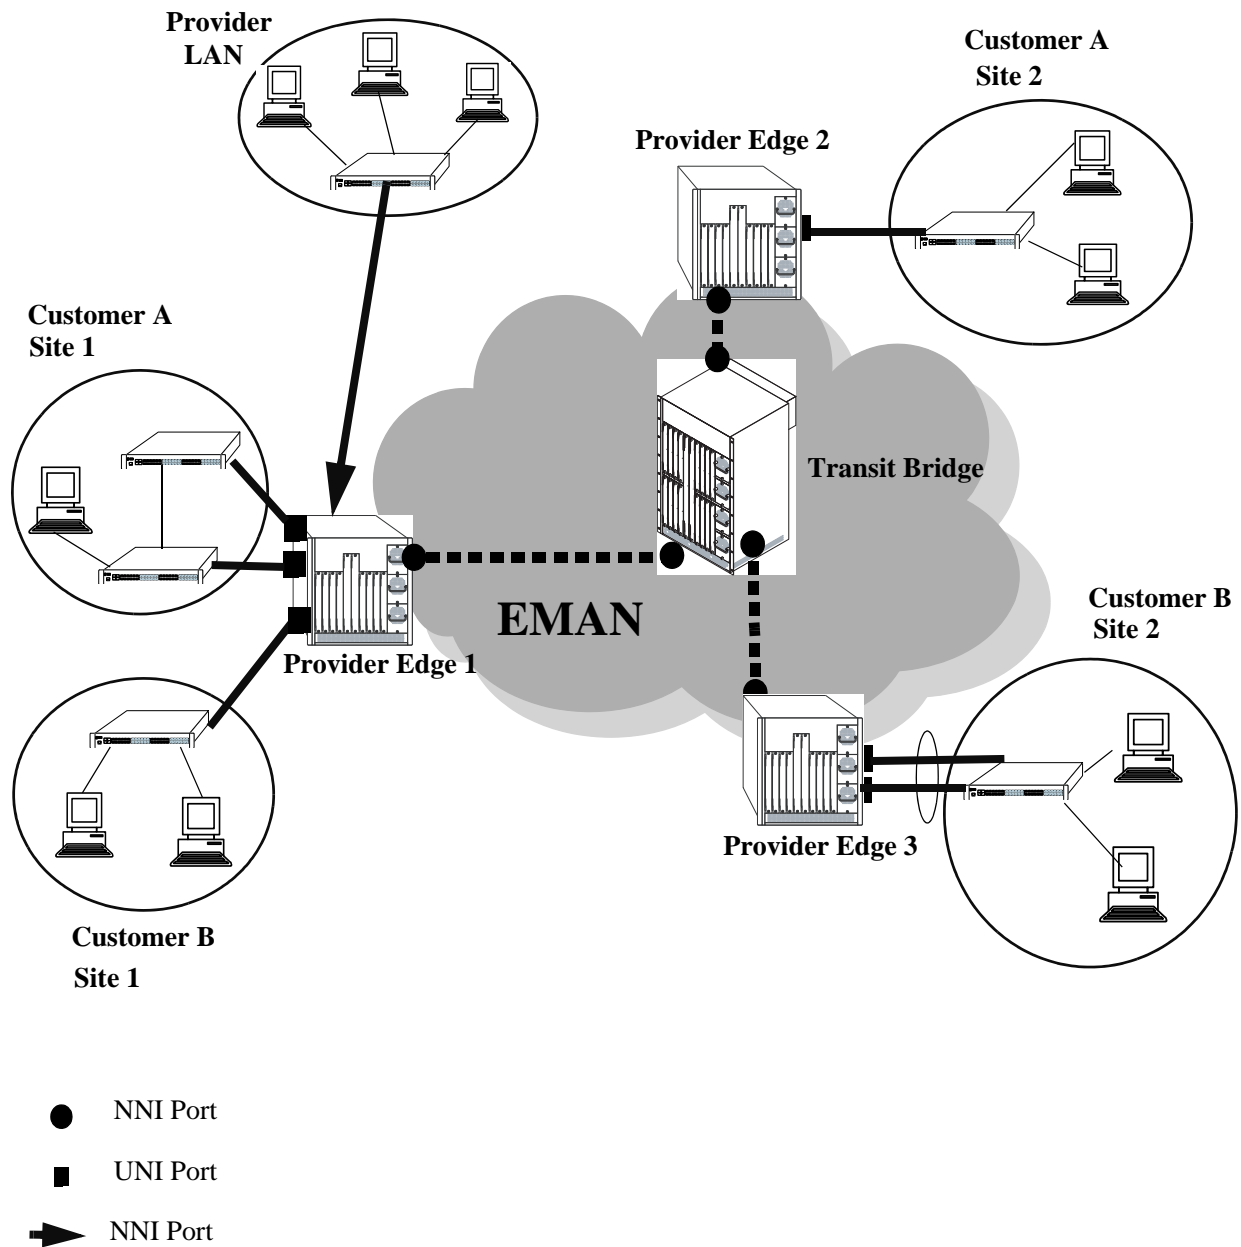 Provider
LAN
Customer A
Site 2
Provider Edge 2
Customer A
Site 1
Transit Bridge
EMAN
Customer B
Site 2
Provider Edge 1
Provider Edge 3
Customer B
Site 1
NNI Port
UNI Port
NNI Port